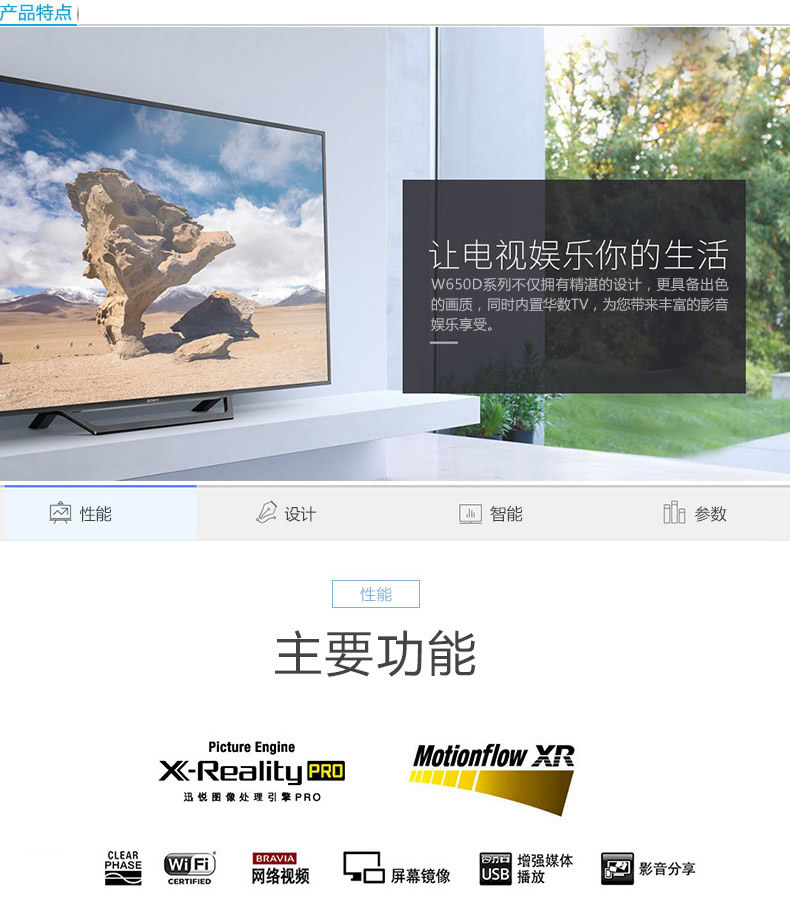 产品特点
SONY
让电视娱乐你的生活
W650D系列不仅拥有精湛的设计，更具备出色
的画质，同时内置华数TV，为您带来丰富的影音
娱乐享受。
性能
设计
智能
参数
性能
主要功能
Picture Engine
X-Reality PRO
迅锐图像处理引擎PRO
Motionflow XR
CLEAR
PHASE
Wi Fi
CERTIFIED
BRAVIA
网络视频
屏幕镜像
USB
增强媒体
播放
影音分享